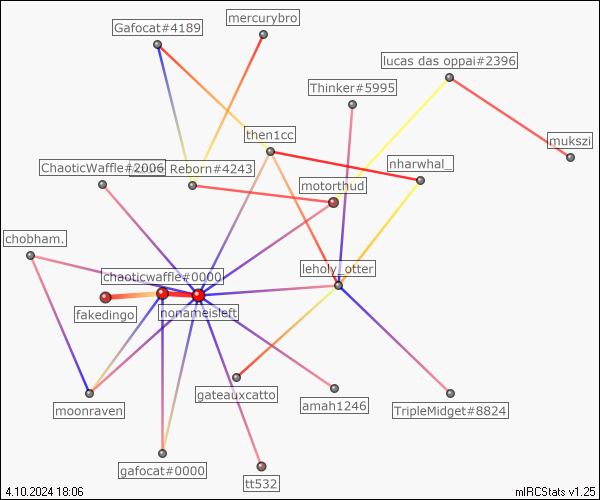 mercurybro
Gafocat#4189
lucas das oppai#2396
Thinker#5995
then1cc
mukszi
ChaoticWaffle#2006
Reborn#4243
nharwhal_
motorthud
chobham.
leholy_otter
chaoticwaffle#0000
fakedingo
nonameisleft
gateauxcatto
amah1246
moonraven
TripleMidget#8824
gafocat#0000
tt532
4.10.2024 18:06
mIRCStats v1.25